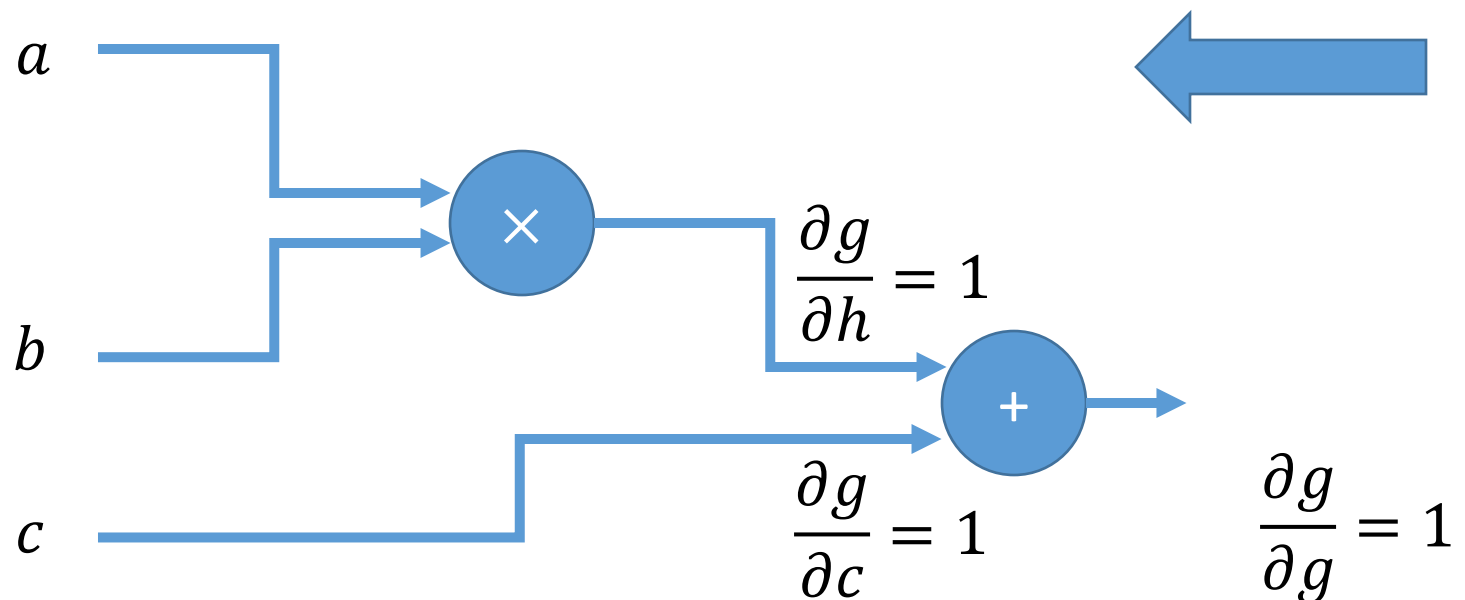 a
×
∂g/∂h = 1
b
+
∂g/∂c = 1
∂g/∂g = 1
c